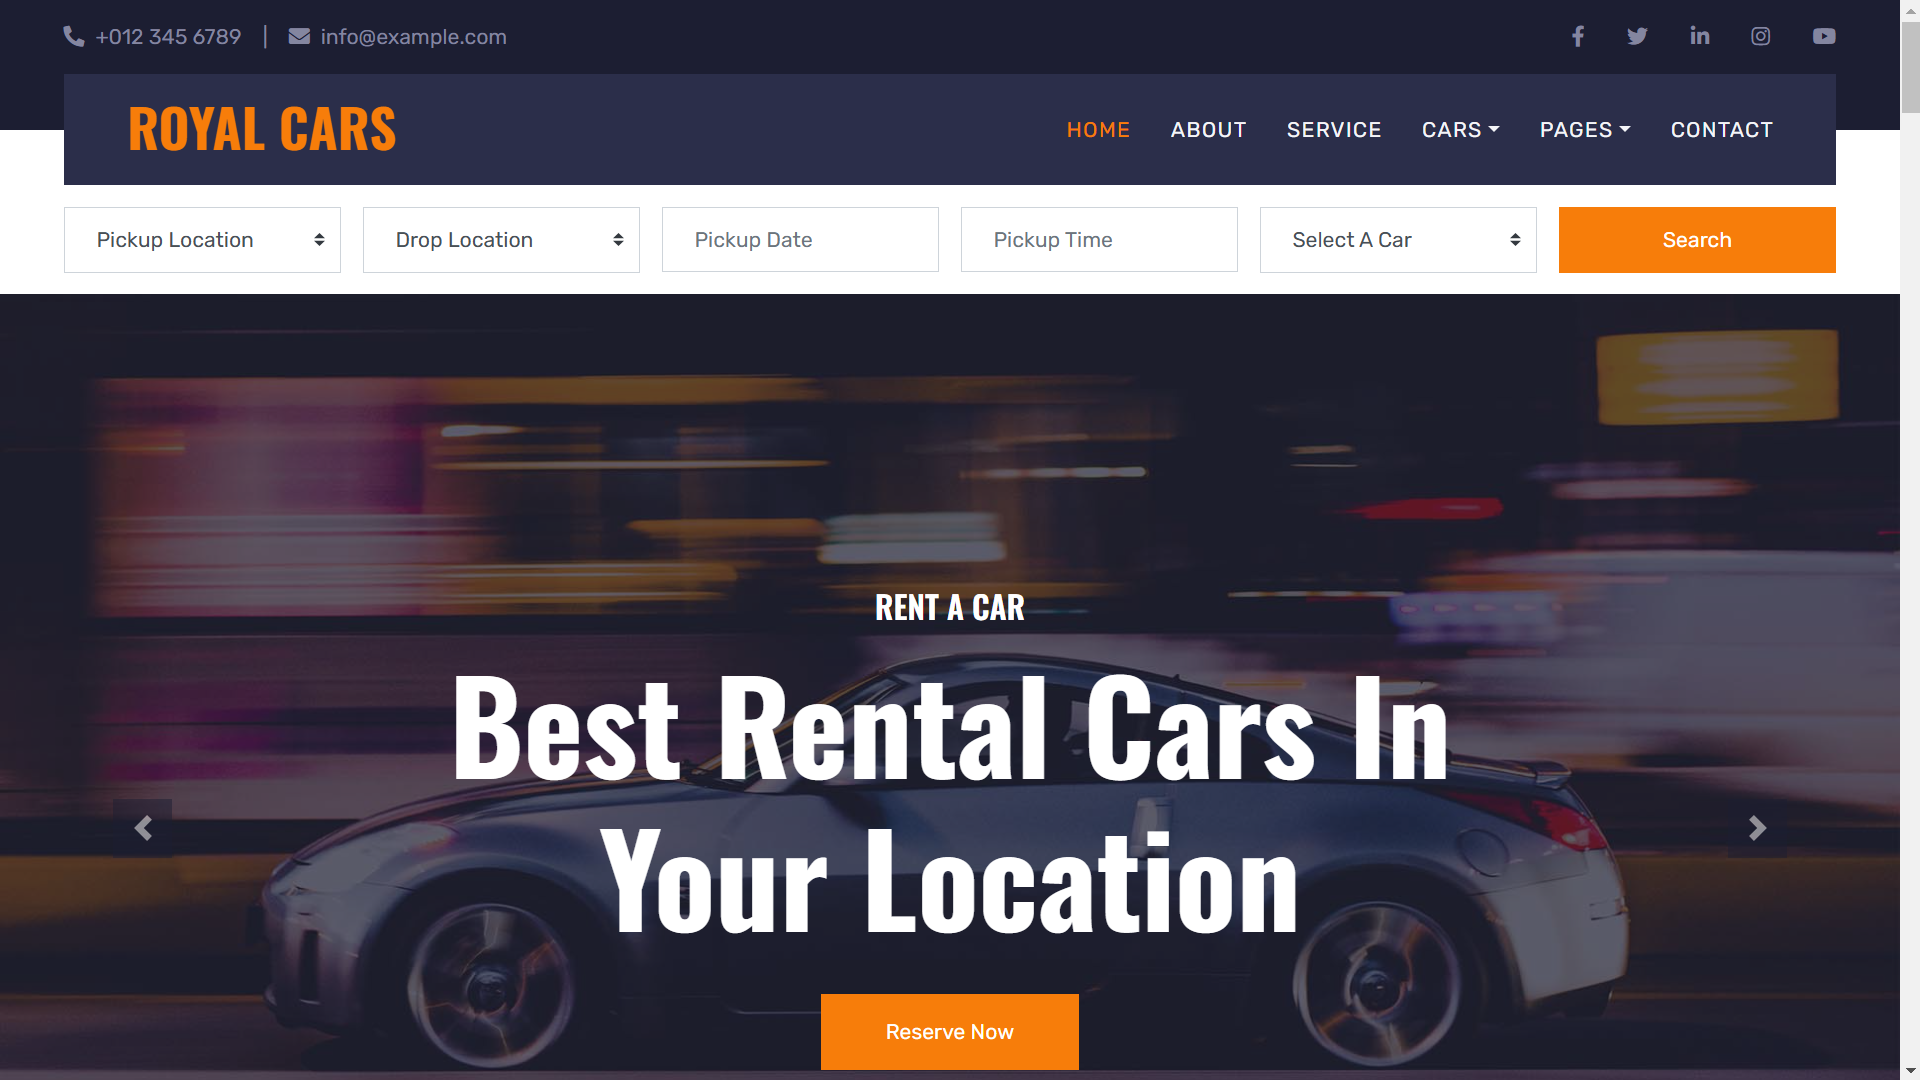 +012 345 6789 | info@example.com
ROYAL CARS
HOME ABOUT SERVICE CARS PAGES CONTACT
Pickup Location Drop Location Pickup Date Pickup Time Select A Car Search
RENT A CAR
Best Rental Cars In
Your Location
Reserve Now